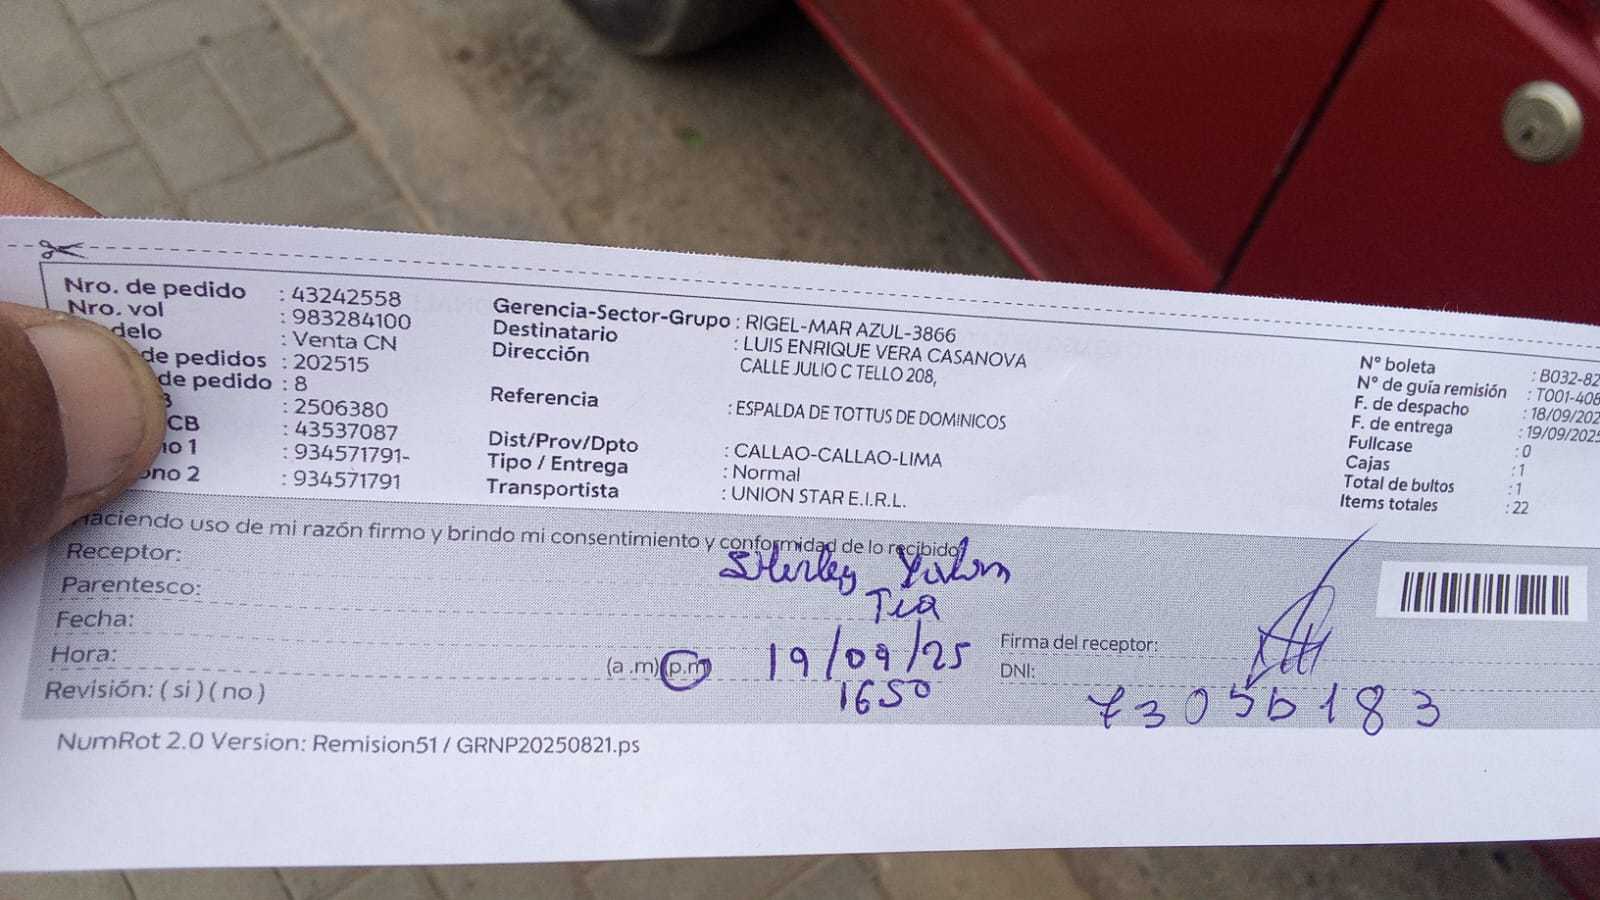 Nro. de pedido : 43242558
Nro. vol : 983284100
delo : Venta CN
de pedidos : 202515
de pedido : 8
: 2506380
CB : 43537087
no 1 : 934571791-
ono 2 : 934571791
Gerencia-Sector-Grupo : RIGEL-MAR AZUL-3866
Destinatario : LUIS ENRIQUE VERA CASANOVA
Dirección CALLE JULIO C TELLO 208,
Referencia : ESPALDA DE TOTTUS DE DOMINICOS
Dist/Prov/Dpto : CALLAO-CALLAO-LIMA
Tipo / Entrega : Normal
Transportista : UNION STAR E.I.R.L.
N° boleta : B032-82
N° de guía remisión : T001-408
F. de despacho : 18/09/202
F. de entrega : 19/09/2025
Fullcase : 0
Cajas : 1
Total de bultos : 1
Items totales : 22
Haciendo uso de mi razón firmo y brindo mi consentimiento y conformidad de lo recibido
Receptor: Shirley
Parentesco: Tia
Fecha: 19/09/25
Hora: (a .m) (p.m) 1650
Revisión: ( si ) ( no )
Firma del receptor:
DNI:
NumRot 2.0 Version: Remision51 / GRNP20250821.ps